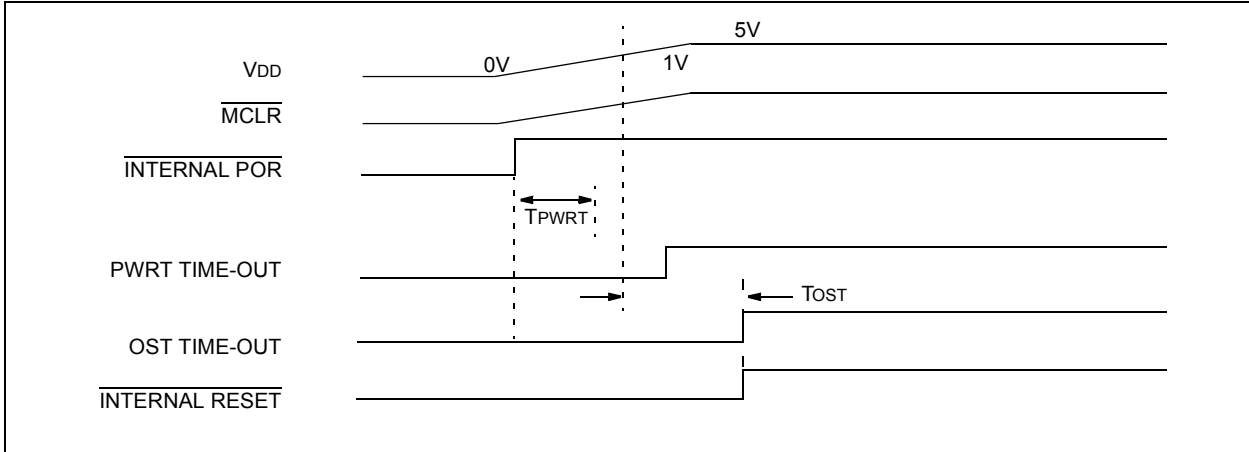 5V
0V
1V
VDD
MCLR
INTERNAL POR
TPWRT
PWRT TIME-OUT
TOST
OST TIME-OUT
INTERNAL RESET